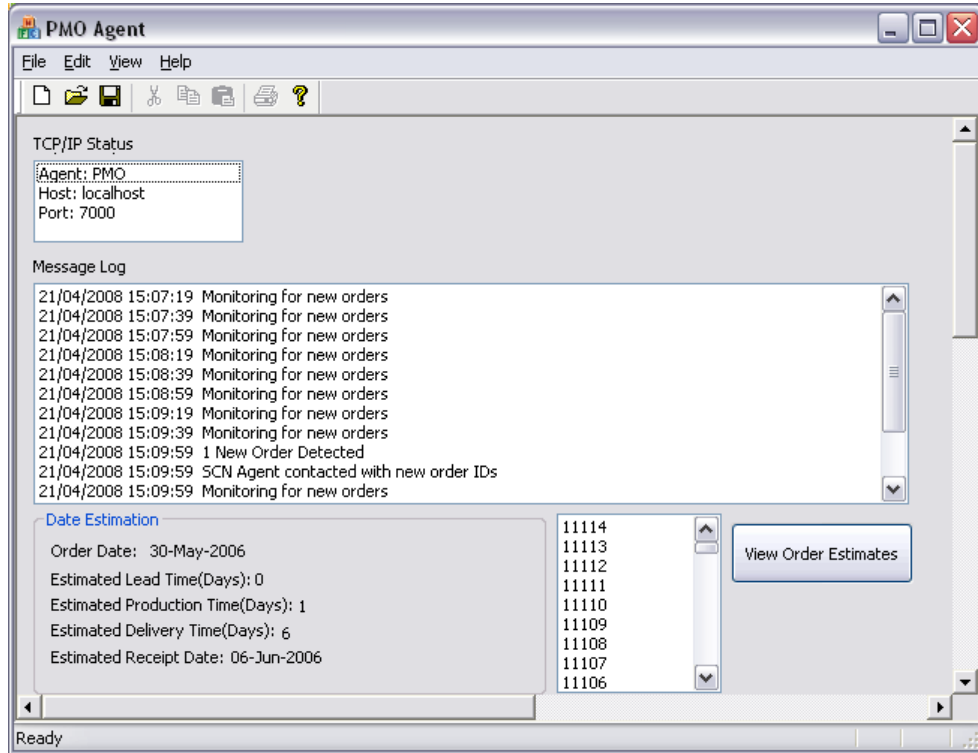 PMO Agent
File Edit View Help
TCP/IP Status
Agent: PMO
Host: localhost
Port: 7000
Message Log
21/04/2008 15:07:19 Monitoring for new orders
21/04/2008 15:07:39 Monitoring for new orders
21/04/2008 15:07:59 Monitoring for new orders
21/04/2008 15:08:19 Monitoring for new orders
21/04/2008 15:08:39 Monitoring for new orders
21/04/2008 15:08:59 Monitoring for new orders
21/04/2008 15:09:19 Monitoring for new orders
21/04/2008 15:09:39 Monitoring for new orders
21/04/2008 15:09:59 1 New Order Detected
21/04/2008 15:09:59 SCN Agent contacted with new order IDs
21/04/2008 15:09:59 Monitoring for new orders
Date Estimation
Order Date: 30-May-2006
Estimated Lead Time(Days): 0
Estimated Production Time(Days): 1
Estimated Delivery Time(Days): 6
Estimated Receipt Date: 06-Jun-2006
11114
11113
11112
11111
11110
11109
11108
11107
11106
View Order Estimates
Ready